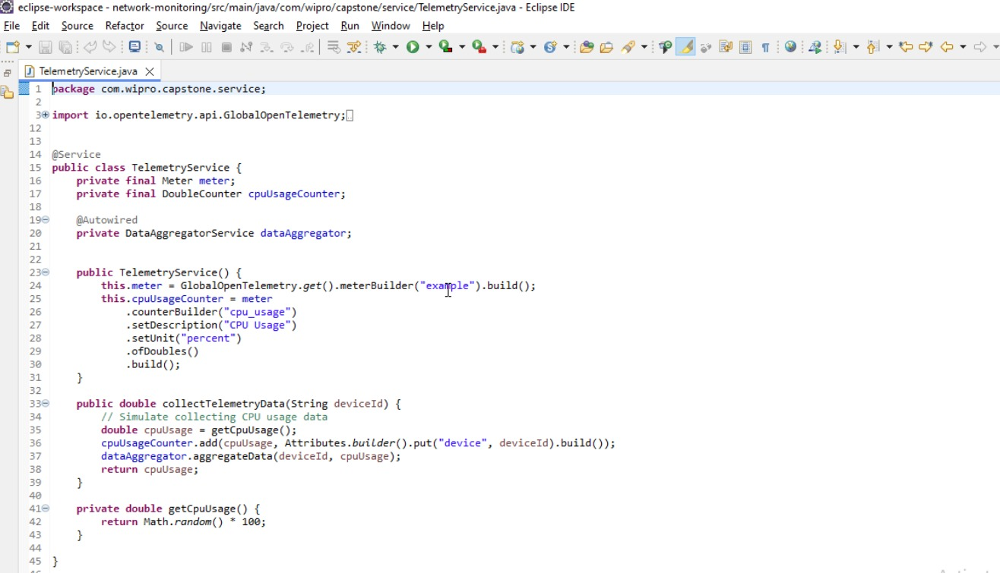 eclipse-workspace - network-monitoring/src/main/java/com/wipro/capstone/service/TelemetryService.java - Eclipse IDE
File Edit Source Refactor Source Navigate Search Project Run Window Help
TelemetryService.java
1 package com.wipro.capstone.service;
2
3 import io.opentelemetry.api.GlobalOpenTelemetry;
12
13
14 @Service
15 public class TelemetryService {
16     private final Meter meter;
17     private final DoubleCounter cpuUsageCounter;
18
19     @Autowired
20     private DataAggregatorService dataAggregator;
21
22
23     public TelemetryService() {
24         this.meter = GlobalOpenTelemetry.get().meterBuilder("example").build();
25         this.cpuUsageCounter = meter
26             .counterBuilder("cpu_usage")
27             .setDescription("CPU Usage")
28             .setUnit("percent")
29             .ofDoubles()
30             .build();
31     }
32
33     public double collectTelemetryData(String deviceId) {
34         // Simulate collecting CPU usage data
35         double cpuUsage = getCpuUsage();
36         cpuUsageCounter.add(cpuUsage, Attributes.builder().put("device", deviceId).build());
37         dataAggregator.aggregateData(deviceId, cpuUsage);
38         return cpuUsage;
39     }
40
41     private double getCpuUsage() {
42         return Math.random() * 100;
43     }
44
45 }